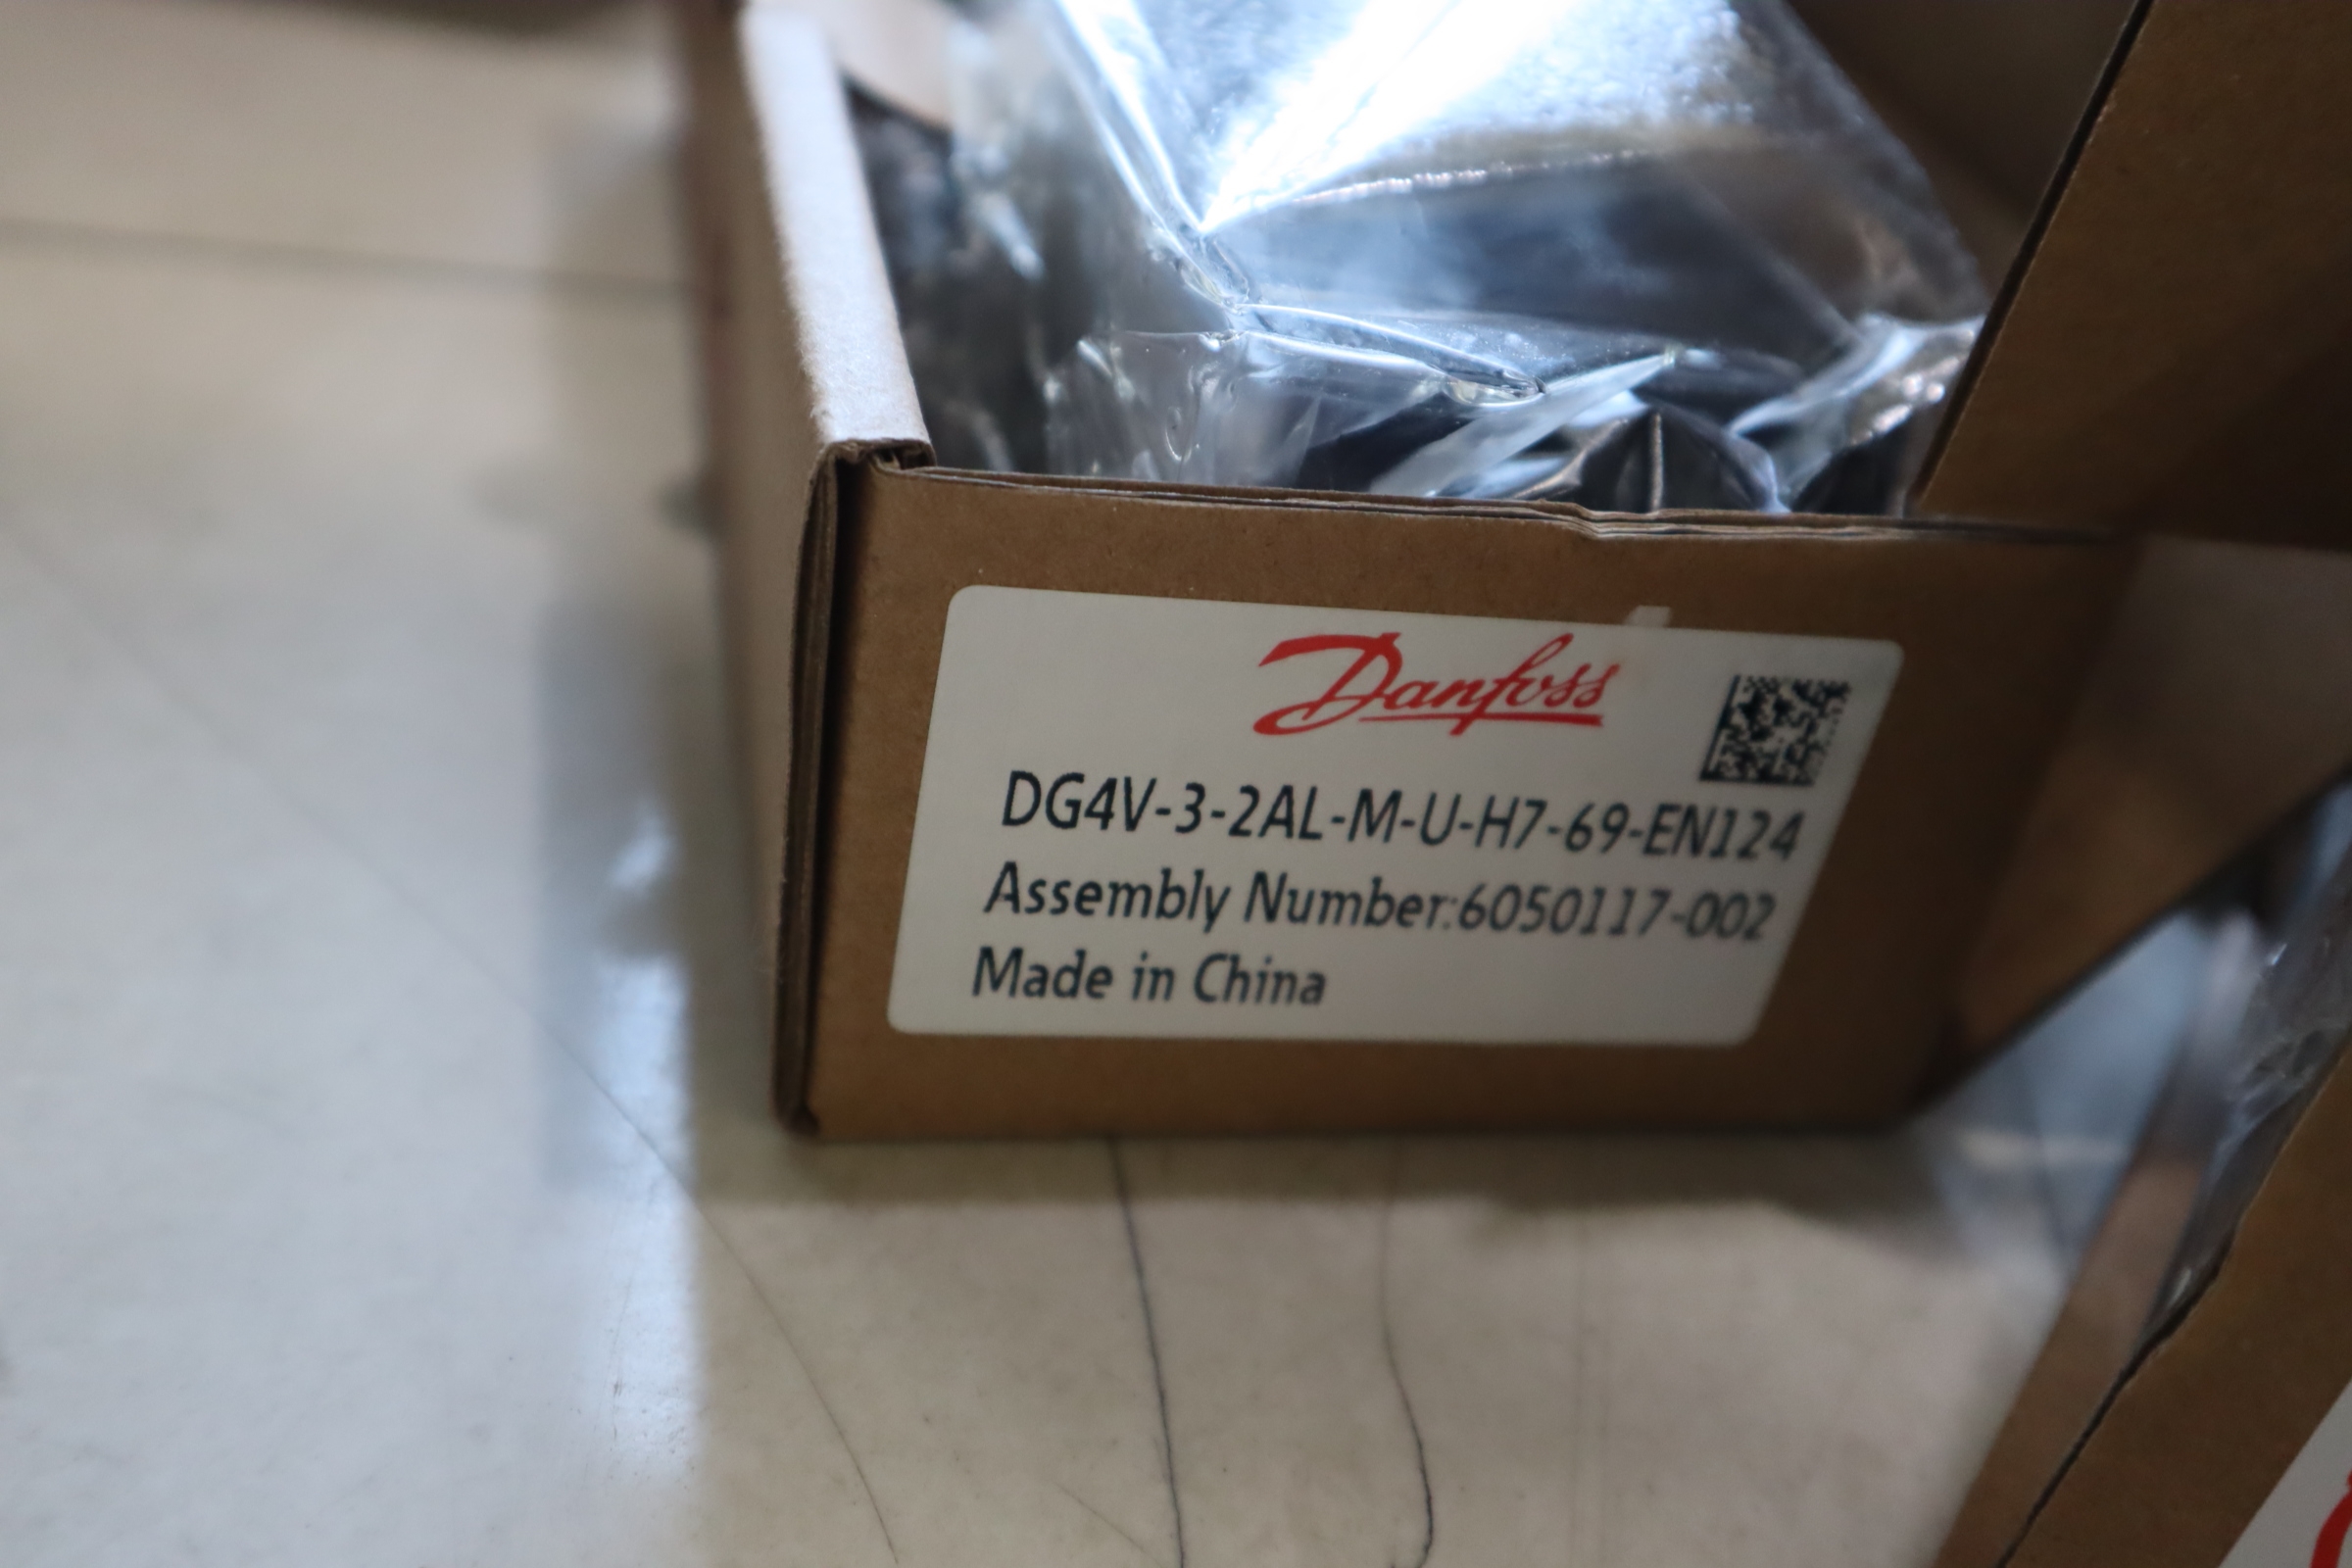 Danfoss
DG4V-3-2AL-M-U-H7-69-EN124
Assembly Number:6050117-002
Made in China